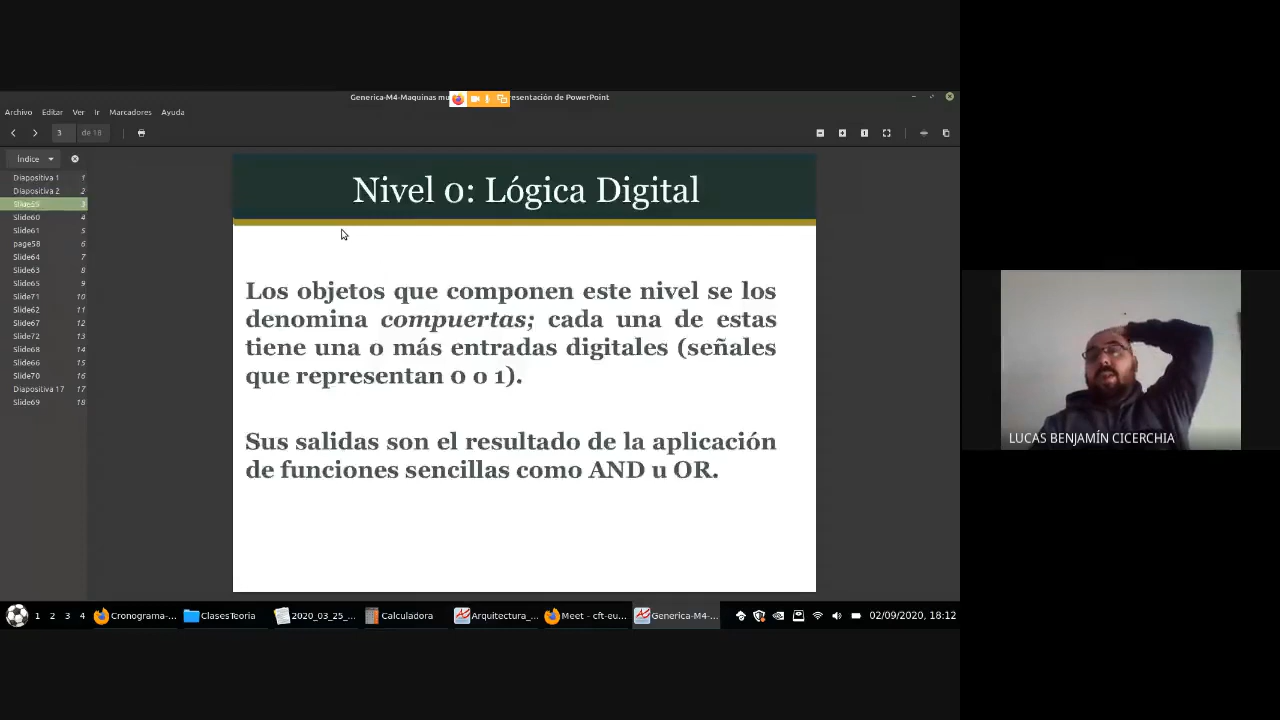 Generica-M4-Maquinas mu
resentación de PowerPoint
Archivo Editar Ver Ir Marcadores Ayuda
3 de 18
Índice
Diapositiva 1 1
Diapositiva 2 2
Slide59 3
Slide60 4
Slide61 5
page58 6
Slide64 7
Slide63 8
Slide65 9
Slide71 10
Slide62 11
Slide67 12
Slide72 13
Slide68 14
Slide66 15
Slide70 16
Diapositiva 17 17
Slide69 18
Nivel 0: Lógica Digital
Los objetos que componen este nivel se los
denomina compuertas; cada una de estas
tiene una o más entradas digitales (señales
que representan 0 o 1).
Sus salidas son el resultado de la aplicación
de funciones sencillas como AND u OR.
LUCAS BENJAMÍN CICERCHIA
1 2 3 4 Cronograma-... ClasesTeoria 2020_03_25_... Calculadora Arquitectura_... Meet - cft-eu... Generica-M4-... 02/09/2020, 18:12